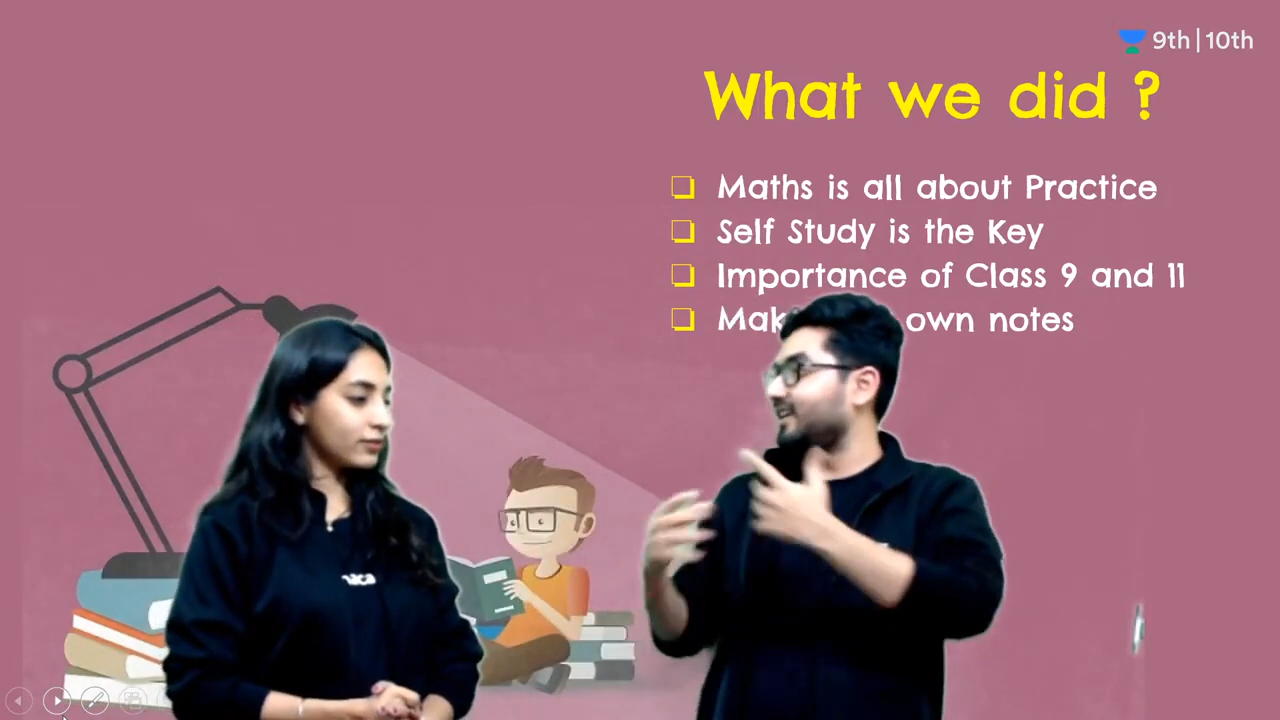 9th | 10th
What we did ?
Maths is all about Practice
Self Study is the Key
Importance of Class 9 and 11
own notes